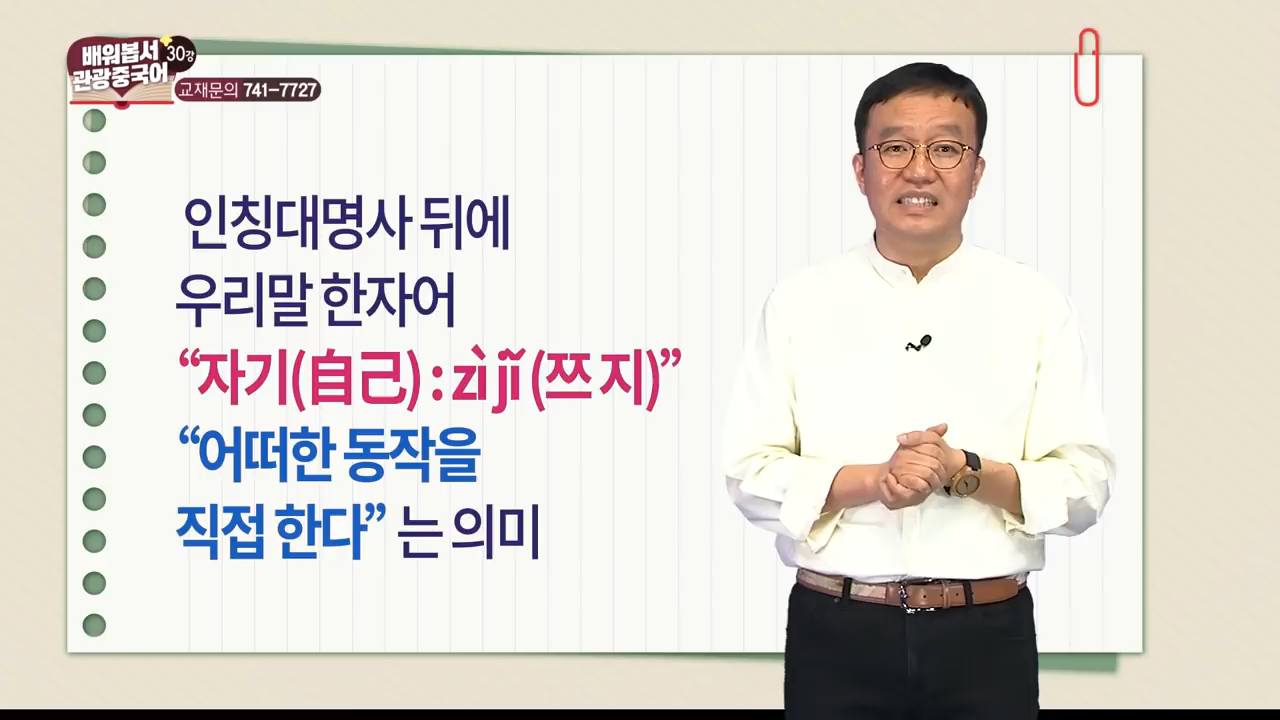 배워봅서 30강
관광중국어
교재문의 741-7727
인칭대명사 뒤에
우리말 한자어
“자기(自己) : zì jǐ (쯔 지)”
“어떠한 동작을
직접 한다” 는 의미